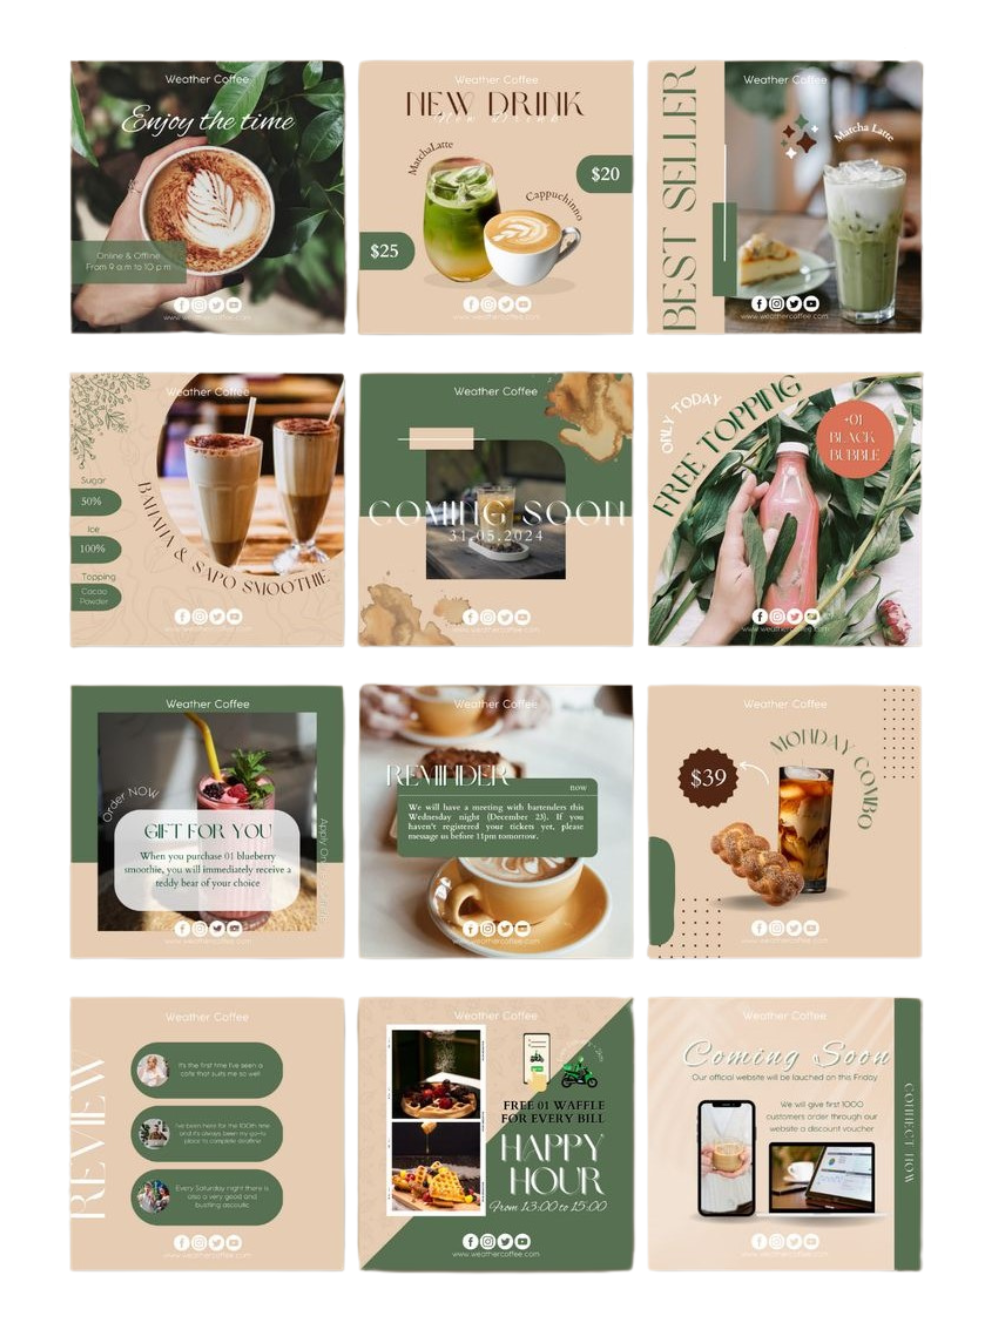 Weather Coffee
Enjoy the time
Online & Offline
From 9 a.m to 10 p.m
www.weathercoffee.com
Weather Coffee
NEW DRINK
New Drink
MatchaLatte
$20
Cappuchinno
$25
www.weathercoffee.com
BEST SELLER
Weather Coffee
Matcha Latte
www.weathercoffee.com
Weather Coffee
Sugar
50%
Ice
100%
Topping
Cacao
Powder
BAHAHA & SAPO SMOOTHIE
Weather Coffee
COMING SOON
31.05.2024
ONLY TODAY
FREE TOPPING
+01
BLACK
BUBBLE
www.weathercoffee.com
Weather Coffee
Order NOW
GIFT FOR YOU
When you purchase 01 blueberry
smoothie, you will immediately receive a
teddy bear of your choice
www.weathercoffee.com
Weather Coffee
REMINDER
now
We will have a meeting with bartenders this
Wednesday night (December 23). If you
haven't registered your tickets yet, please
message us before 11pm tomorrow.
www.weathercoffee.com
Weather Coffee
MONDAY COMBO
$39
www.weathercoffee.com
Weather Coffee
REVIEW
It's the first time I've seen a
cafe that suits me so well
I've been here for the 100th time
and it's always been my go-to
place to complete deadline
Every Saturday night there is
also a very good and
bustling acoustic
www.weathercoffee.com
Weather Coffee
FREE 01 WAFFLE
FOR EVERY BILL
HAPPY
HOUR
From 13:00 to 15:00
www.weathercoffee.com
Weather Coffee
Coming Soon
Our official website will be lauched on this Friday
We will give first 1000
customers order through our
website a discount voucher
CONNECT NOW
www.weathercoffee.com